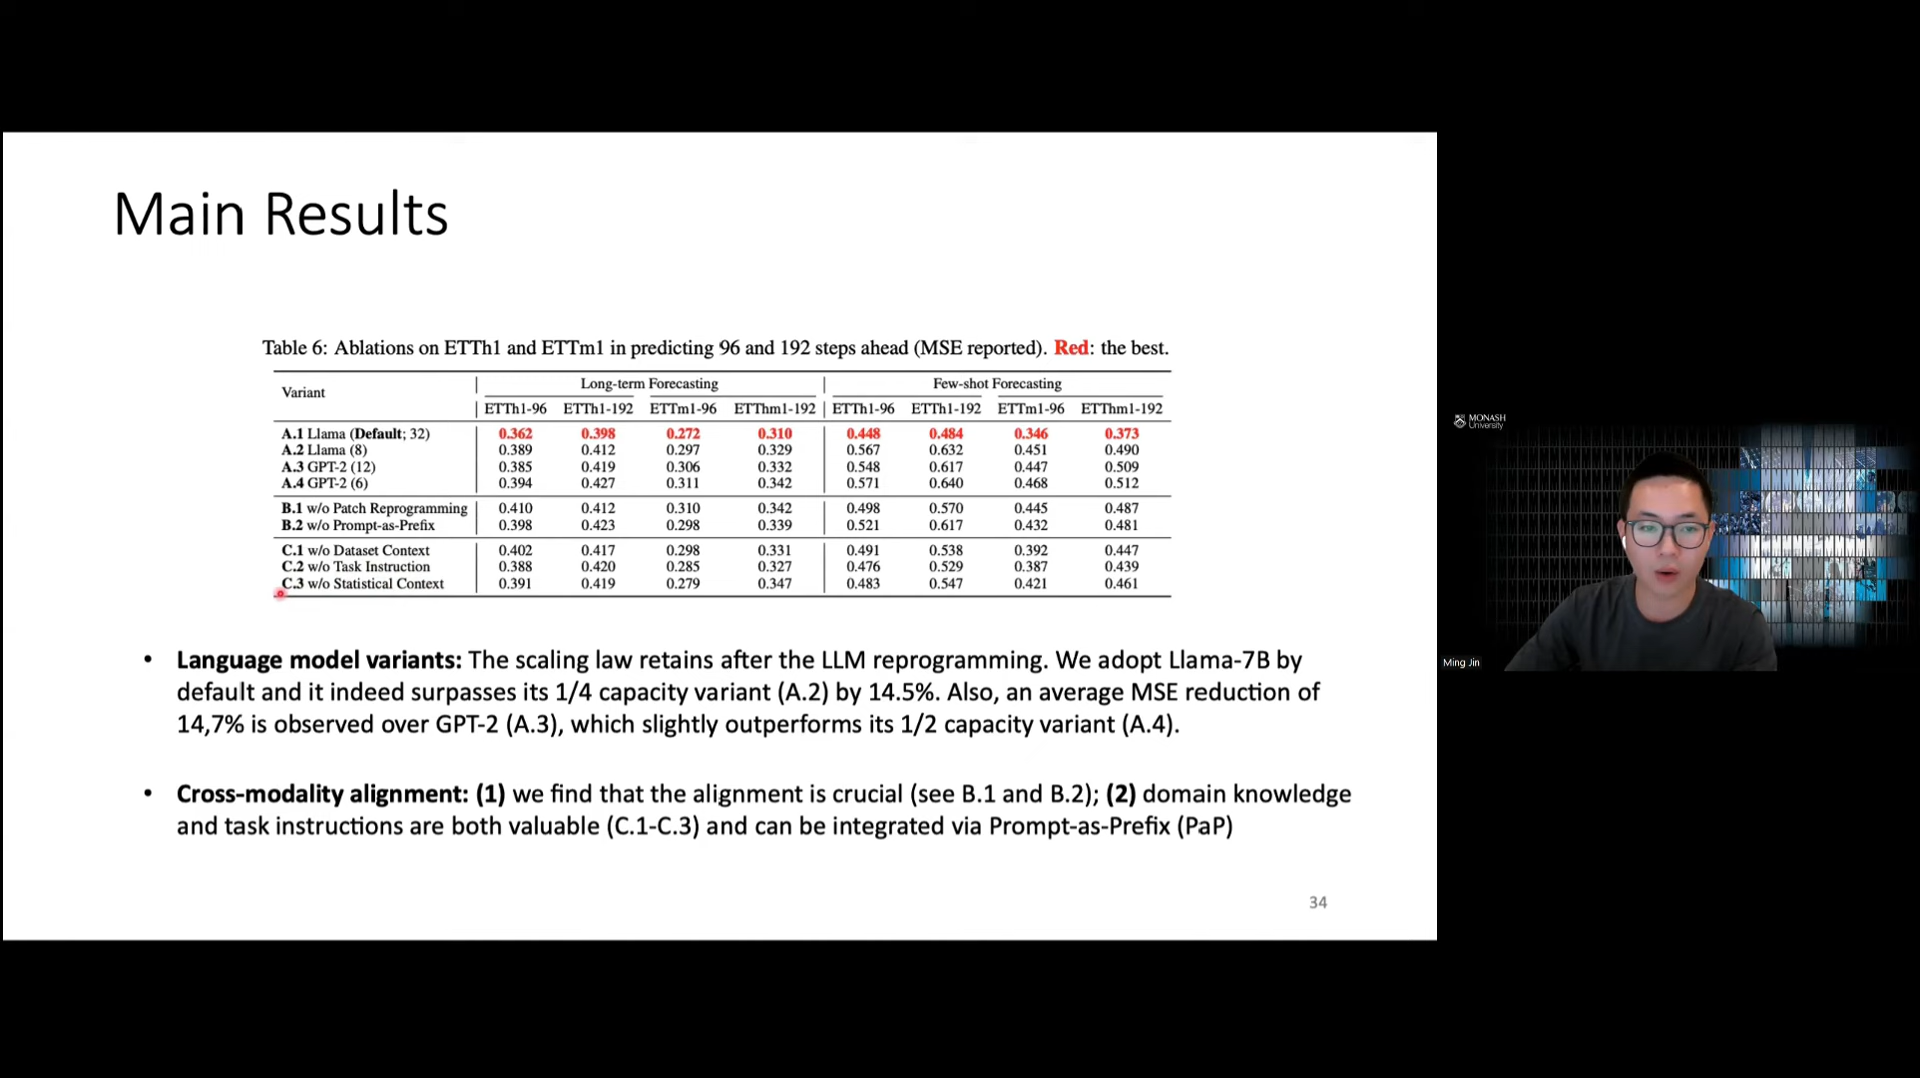 Main Results
Table 6: Ablations on ETTh1 and ETTm1 in predicting 96 and 192 steps ahead (MSE reported). Red: the best.
Variant Long-term Forecasting Few-shot Forecasting
ETTh1-96 ETTh1-192 ETTm1-96 ETThm1-192 ETTh1-96 ETTh1-192 ETTm1-96 ETThm1-192
A.1 Llama (Default; 32) 0.362 0.398 0.272 0.310 0.448 0.484 0.346 0.373
A.2 Llama (8) 0.389 0.412 0.297 0.329 0.567 0.632 0.451 0.490
A.3 GPT-2 (12) 0.385 0.419 0.306 0.332 0.548 0.617 0.447 0.509
A.4 GPT-2 (6) 0.394 0.427 0.311 0.342 0.571 0.640 0.468 0.512
B.1 w/o Patch Reprogramming 0.410 0.412 0.310 0.342 0.498 0.570 0.445 0.487
B.2 w/o Prompt-as-Prefix 0.398 0.423 0.298 0.339 0.521 0.617 0.432 0.481
C.1 w/o Dataset Context 0.402 0.417 0.298 0.331 0.491 0.538 0.392 0.447
C.2 w/o Task Instruction 0.388 0.420 0.285 0.327 0.476 0.529 0.387 0.439
C.3 w/o Statistical Context 0.391 0.419 0.279 0.347 0.483 0.547 0.421 0.461
• Language model variants: The scaling law retains after the LLM reprogramming. We adopt Llama-7B by
default and it indeed surpasses its 1/4 capacity variant (A.2) by 14.5%. Also, an average MSE reduction of
14,7% is observed over GPT-2 (A.3), which slightly outperforms its 1/2 capacity variant (A.4).
• Cross-modality alignment: (1) we find that the alignment is crucial (see B.1 and B.2); (2) domain knowledge
and task instructions are both valuable (C.1-C.3) and can be integrated via Prompt-as-Prefix (PaP)
34
MONASH
University
Ming Jin